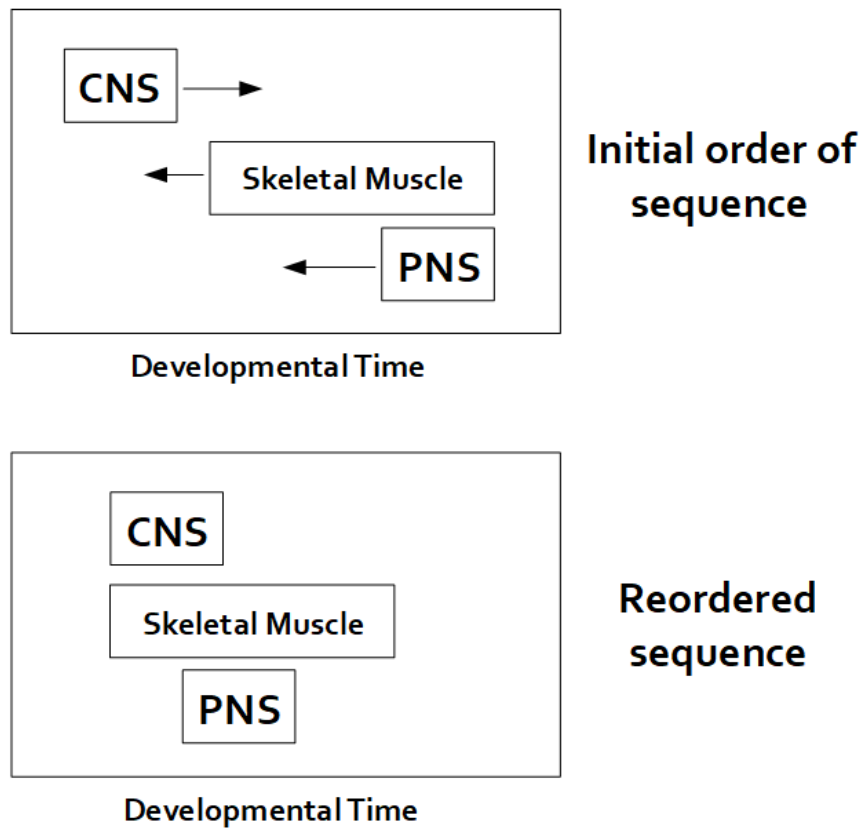 CNS
Skeletal Muscle
PNS
Initial order of
sequence
Developmental Time
CNS
Skeletal Muscle
PNS
Reordered
sequence
Developmental Time